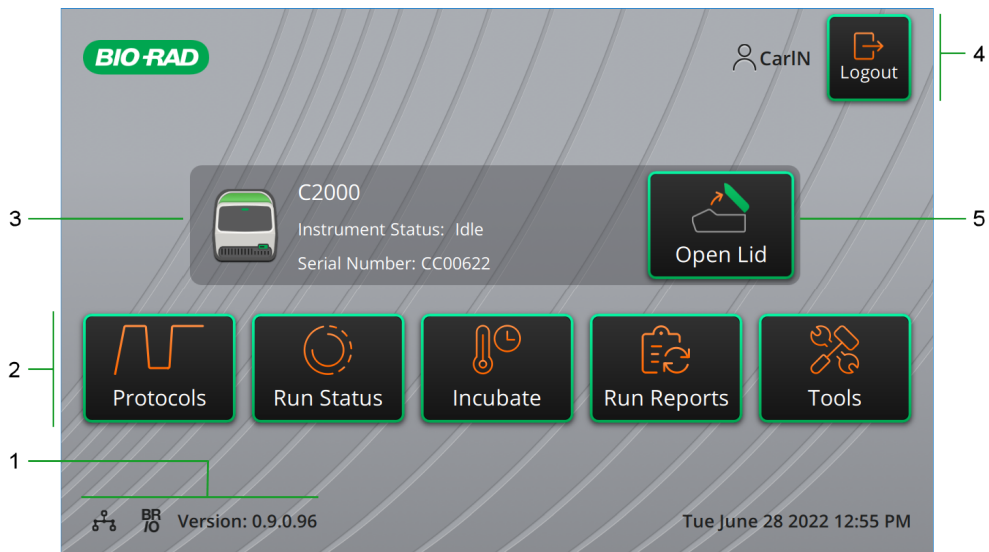 BIO-RAD
CarlN
Logout
4
3
C2000
Instrument Status: Idle
Serial Number: CC00622
Open Lid
5
2
Protocols
Run Status
Incubate
Run Reports
Tools
1
BR
IO
Version: 0.9.0.96
Tue June 28 2022 12:55 PM